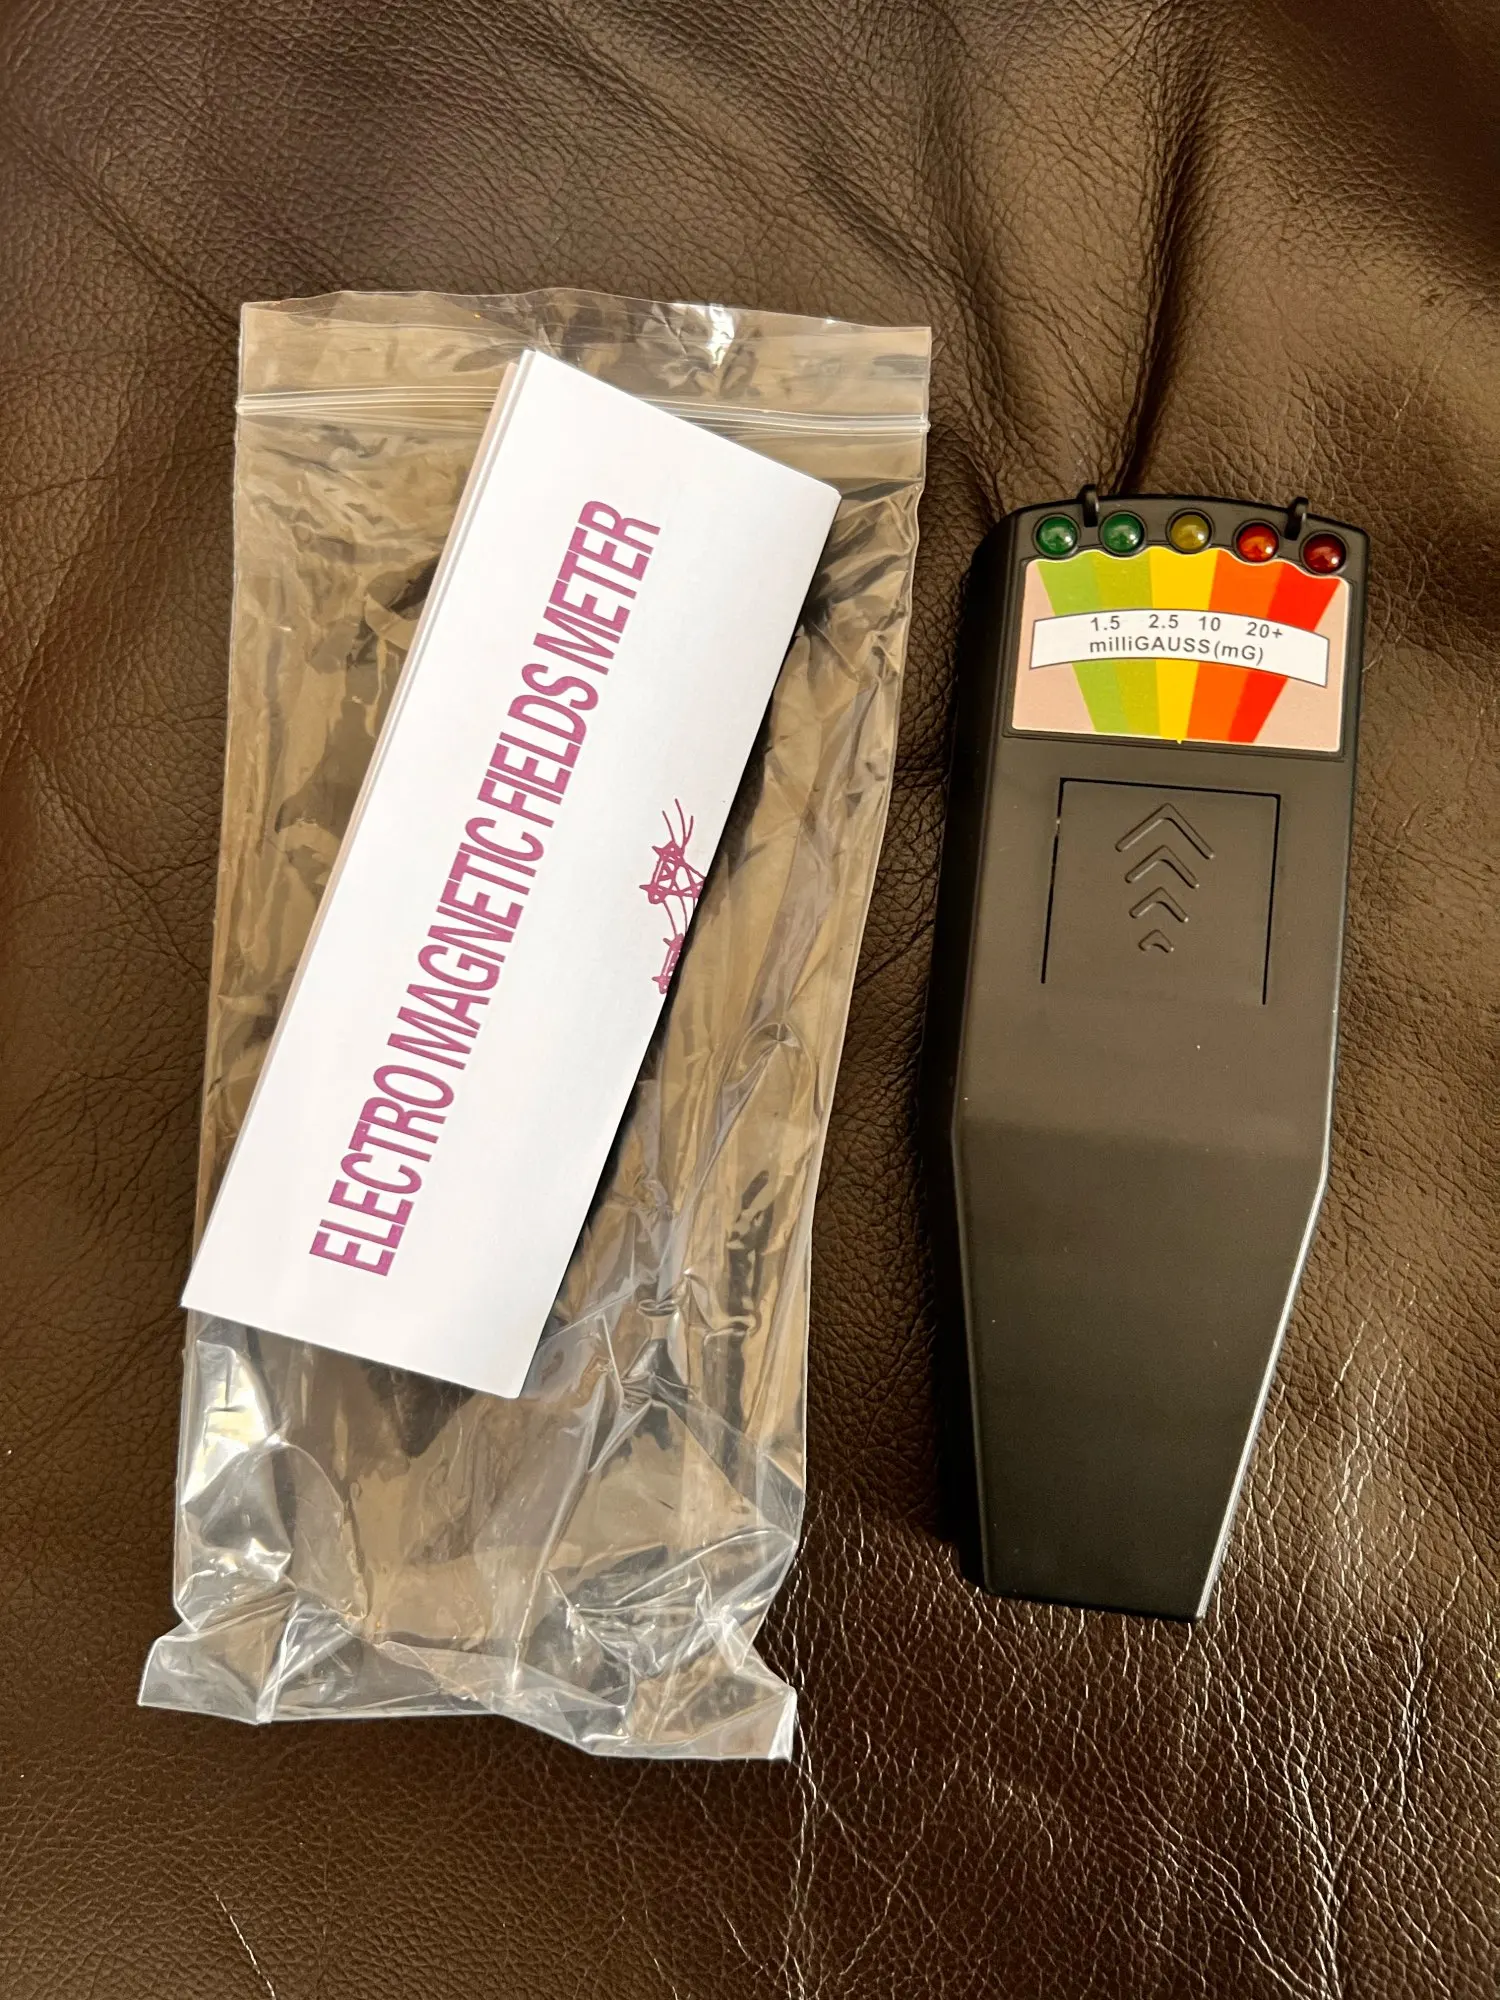 ELECTRO MAGNETIC FIELDS METER
1.5 2.5 10 20+
milliGAUSS(mG)